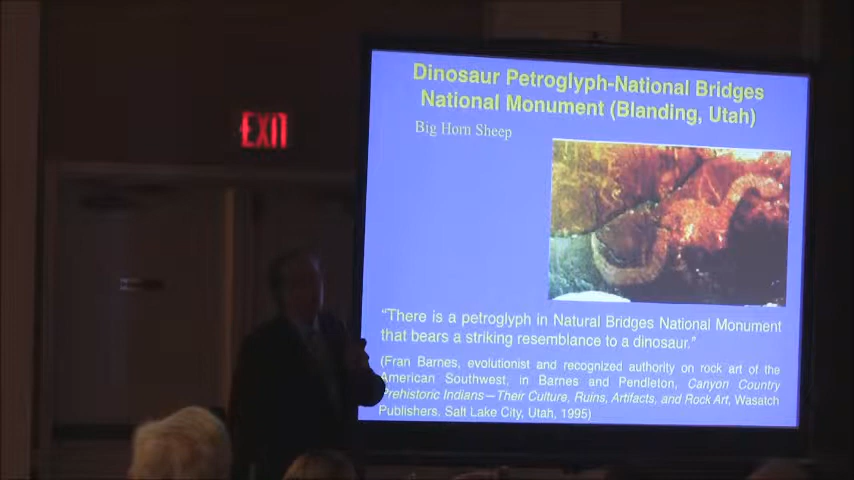 EXIT
Dinosaur Petroglyph-National Bridges
National Monument (Blanding, Utah)
Big Horn Sheep
“There is a petroglyph in Natural Bridges National Monument
that bears a striking resemblance to a dinosaur.”
(Fran Barnes, evolutionist and recognized authority on rock art of the
American Southwest, in Barnes and Pendleton, Canyon Country
Prehistoric Indians—Their Culture, Ruins, Artifacts, and Rock Art, Wasatch
Publishers, Salt Lake City, Utah, 1995)